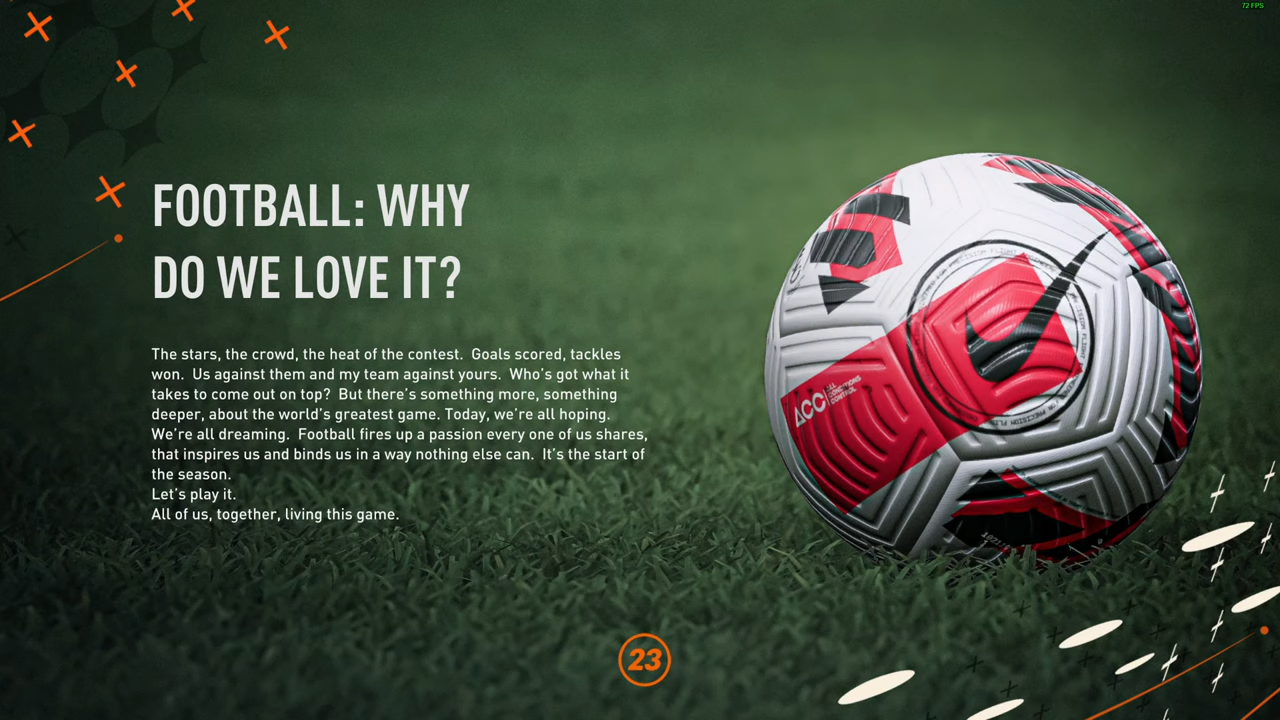 72 FPS
FOOTBALL: WHY
DO WE LOVE IT?
The stars, the crowd, the heat of the contest.  Goals scored, tackles
won.  Us against them and my team against yours.  Who's got what it
takes to come out on top?  But there's something more, something
deeper, about the world's greatest game. Today, we're all hoping.
We're all dreaming.  Football fires up a passion every one of us shares,
that inspires us and binds us in a way nothing else can.  It's the start of
the season.
Let's play it.
All of us, together, living this game.
ACC
ALL
CONDITIONS
CONTROL
23